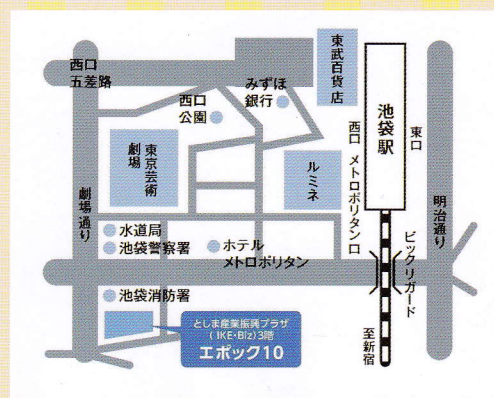 西口
五差路
東武百貨店
みずほ
銀行
西口
公園
池袋駅
東口
西口 メトロポリタン口
東京芸術
劇場
ルミネ
劇場通り
明治通り
水道局
池袋警察署
ホテル
メトロポリタン
ビックリガード
池袋消防署
としま産業振興プラザ
(IKE・Biz)3階
エポック10
至新宿